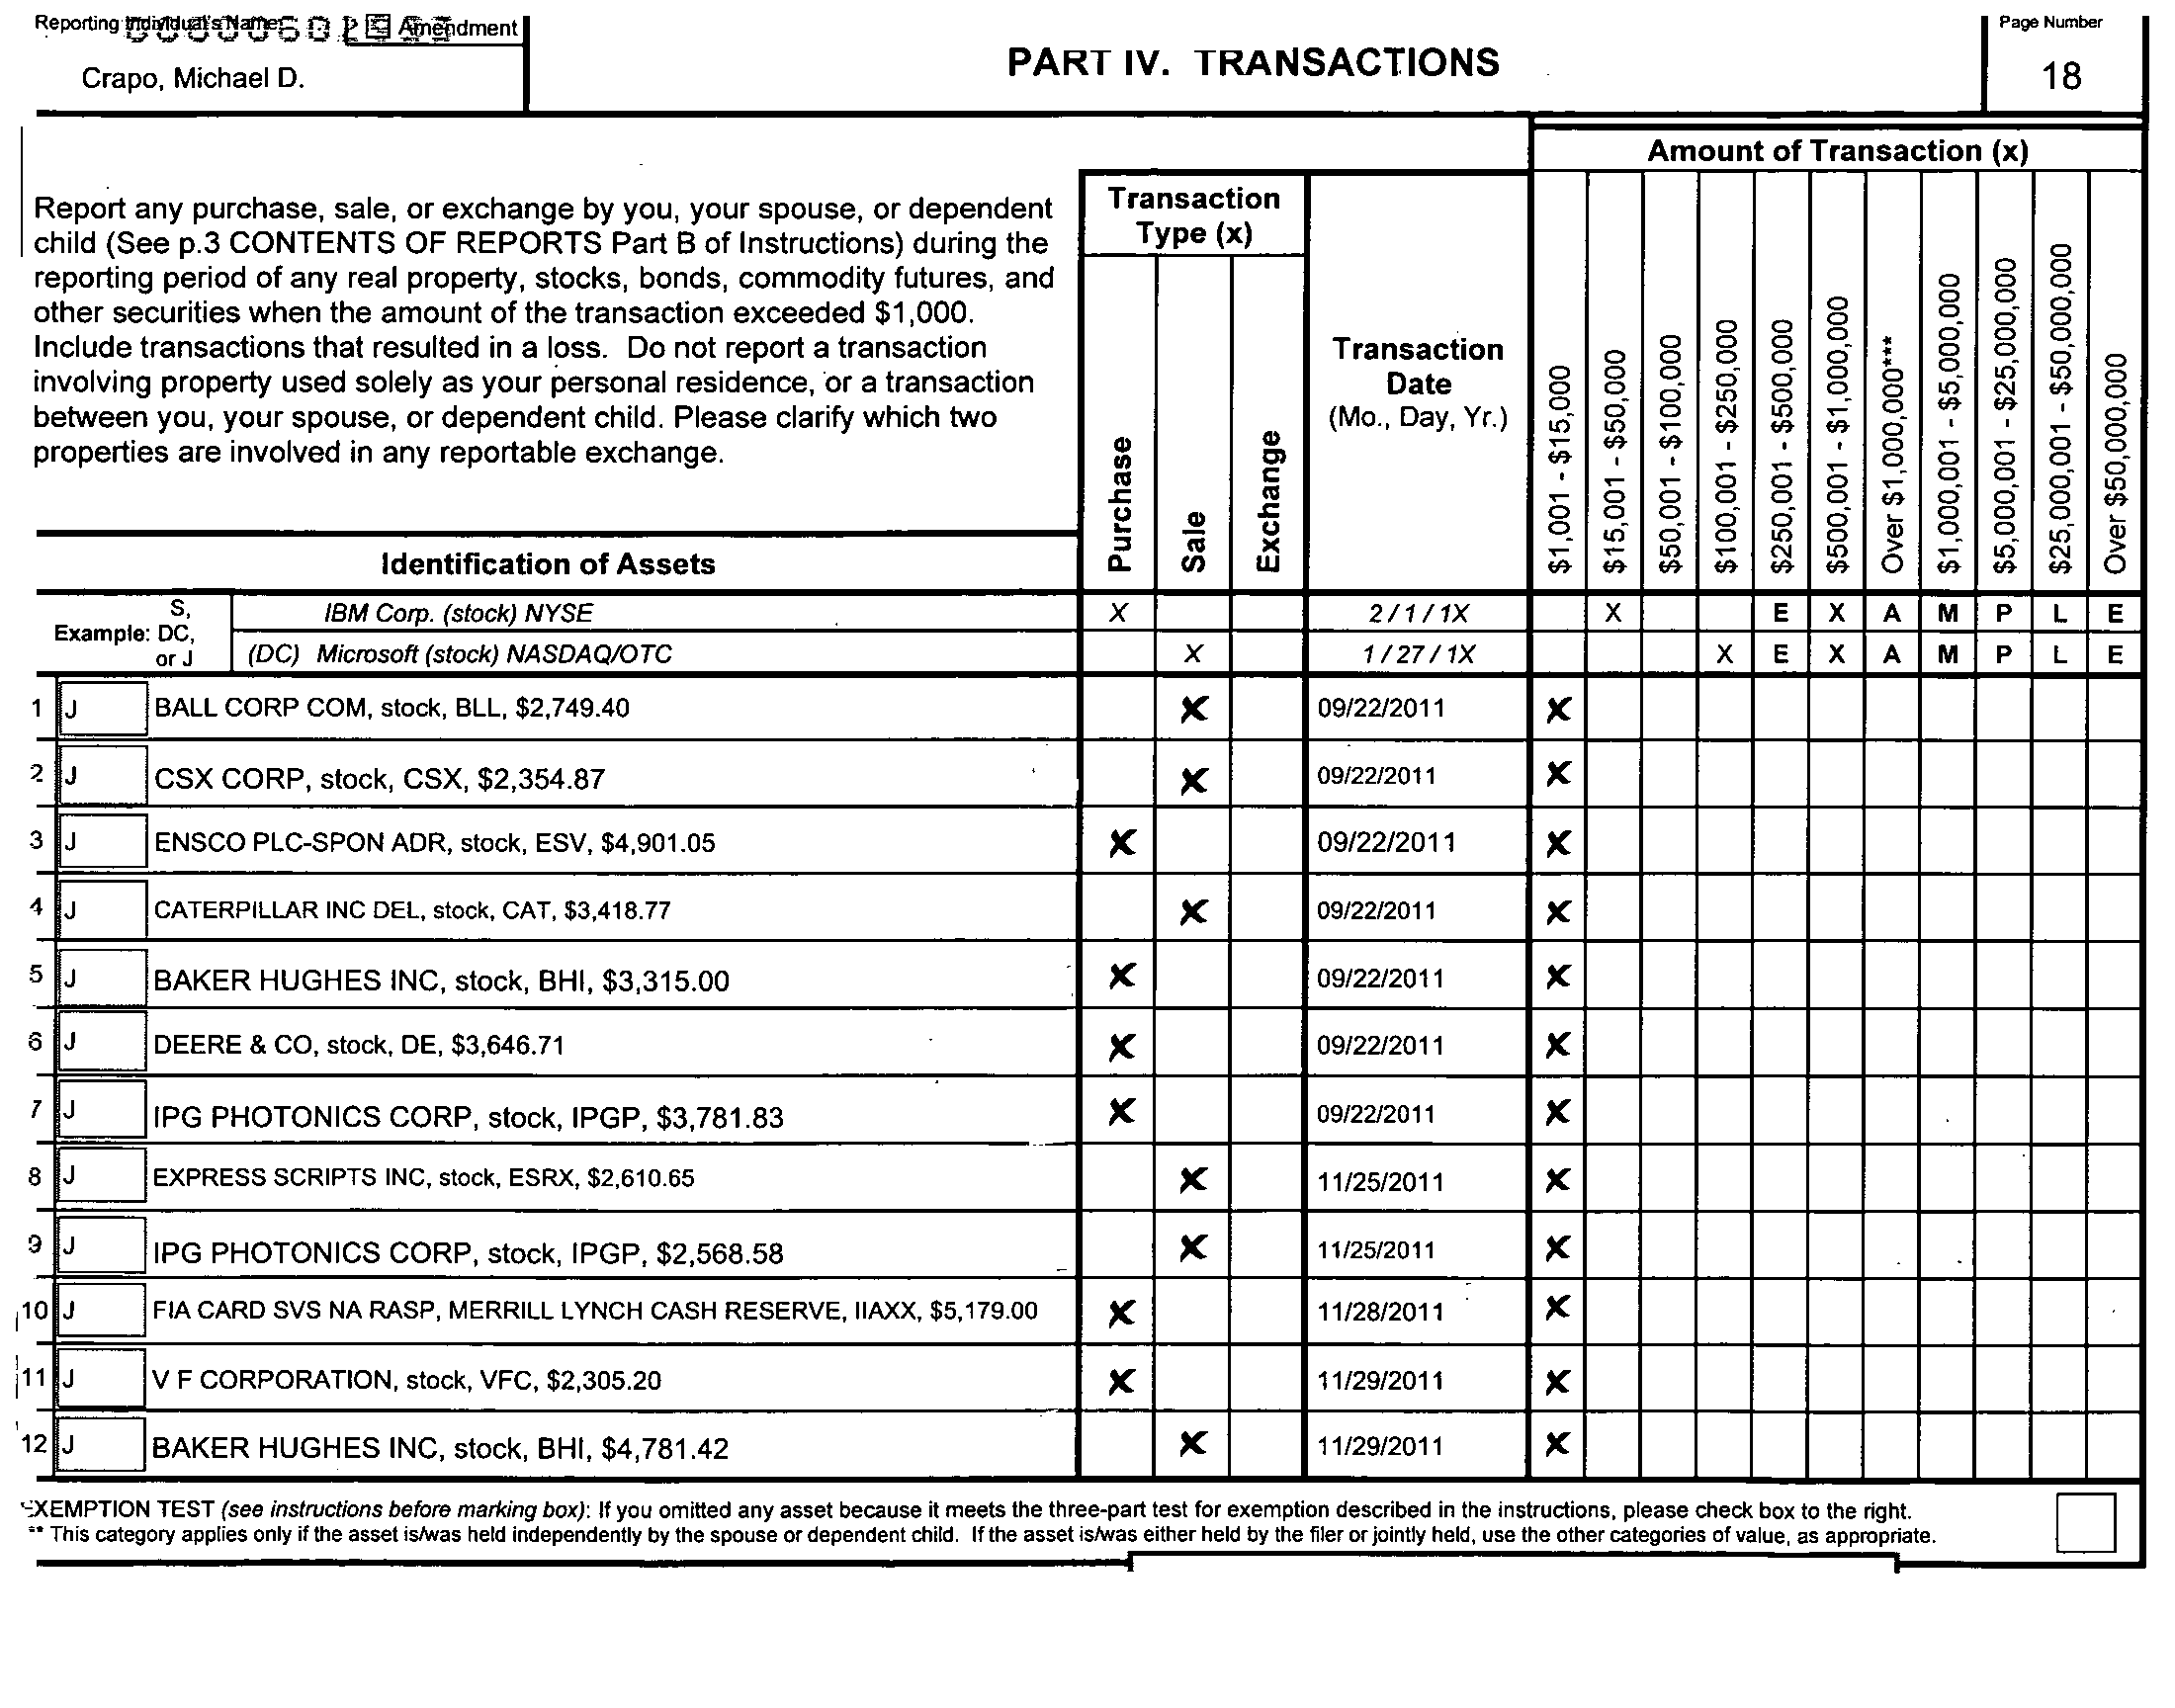 Reporting Individual's Name
Amendment
Crapo, Michael D.
PART IV. TRANSACTIONS
Page Number
18
Amount of Transaction (x)
Report any purchase, sale, or exchange by you, your spouse, or dependent
child (See p.3 CONTENTS OF REPORTS Part B of Instructions) during the
reporting period of any real property, stocks, bonds, commodity futures, and
other securities when the amount of the transaction exceeded $1,000.
Include transactions that resulted in a loss. Do not report a transaction
involving property used solely as your personal residence, or a transaction
between you, your spouse, or dependent child. Please clarify which two
properties are involved in any reportable exchange.
Transaction
Type (x)
Purchase
Sale
Exchange
Transaction
Date
(Mo., Day, Yr.)
$1,001 - $15,000
$15,001 - $50,000
$50,001 - $100,000
$100,001 - $250,000
$250,001 - $500,000
$500,001 - $1,000,000
Over $1,000,000***
$1,000,001 - $5,000,000
$5,000,001 - $25,000,000
$25,000,001 - $50,000,000
Over $50,000,000
Identification of Assets
Example: S, DC, or J
IBM Corp. (stock) NYSE X 2 / 1 / 1X X E X A M P L E
(DC) Microsoft (stock) NASDAQ/OTC X 1 / 27 / 1X X E X A M P L E
1 J BALL CORP COM, stock, BLL, $2,749.40 X 09/22/2011 X
2 J CSX CORP, stock, CSX, $2,354.87 X 09/22/2011 X
3 J ENSCO PLC-SPON ADR, stock, ESV, $4,901.05 X 09/22/2011 X
4 J CATERPILLAR INC DEL, stock, CAT, $3,418.77 X 09/22/2011 X
5 J BAKER HUGHES INC, stock, BHI, $3,315.00 X 09/22/2011 X
6 J DEERE & CO, stock, DE, $3,646.71 X 09/22/2011 X
7 J IPG PHOTONICS CORP, stock, IPGP, $3,781.83 X 09/22/2011 X
8 J EXPRESS SCRIPTS INC, stock, ESRX, $2,610.65 X 11/25/2011 X
9 J IPG PHOTONICS CORP, stock, IPGP, $2,568.58 X 11/25/2011 X
10 J FIA CARD SVS NA RASP, MERRILL LYNCH CASH RESERVE, IIAXX, $5,179.00 X 11/28/2011 X
11 J V F CORPORATION, stock, VFC, $2,305.20 X 11/29/2011 X
12 J BAKER HUGHES INC, stock, BHI, $4,781.42 X 11/29/2011 X
EXEMPTION TEST (see instructions before marking box): If you omitted any asset because it meets the three-part test for exemption described in the instructions, please check box to the right.
** This category applies only if the asset is/was held independently by the spouse or dependent child. If the asset is/was either held by the filer or jointly held, use the other categories of value, as appropriate.